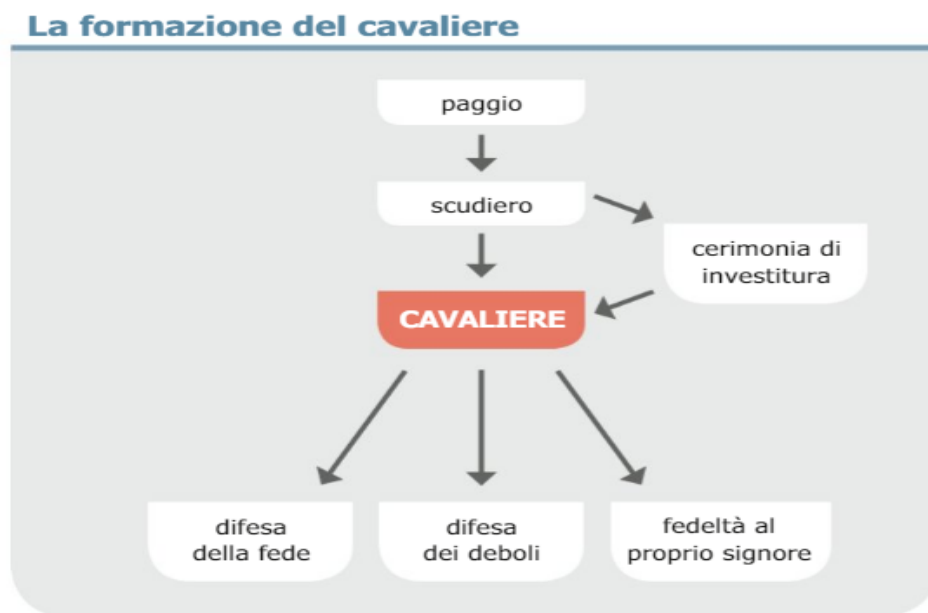 La formazione del cavaliere
paggio
scudiero
cerimonia di
investitura
CAVALIERE
difesa
della fede
difesa
dei deboli
fedeltà al
proprio signore